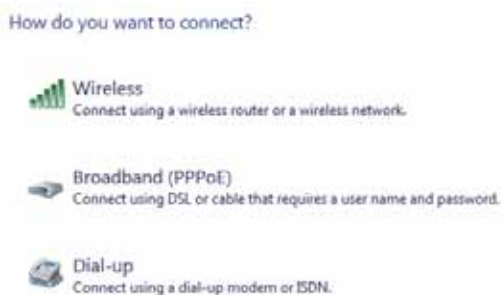 How do you want to connect?
Wireless
Connect using a wireless router or a wireless network.
Broadband (PPPoE)
Connect using DSL or cable that requires a user name and password.
Dial-up
Connect using a dial-up modem or ISDN.